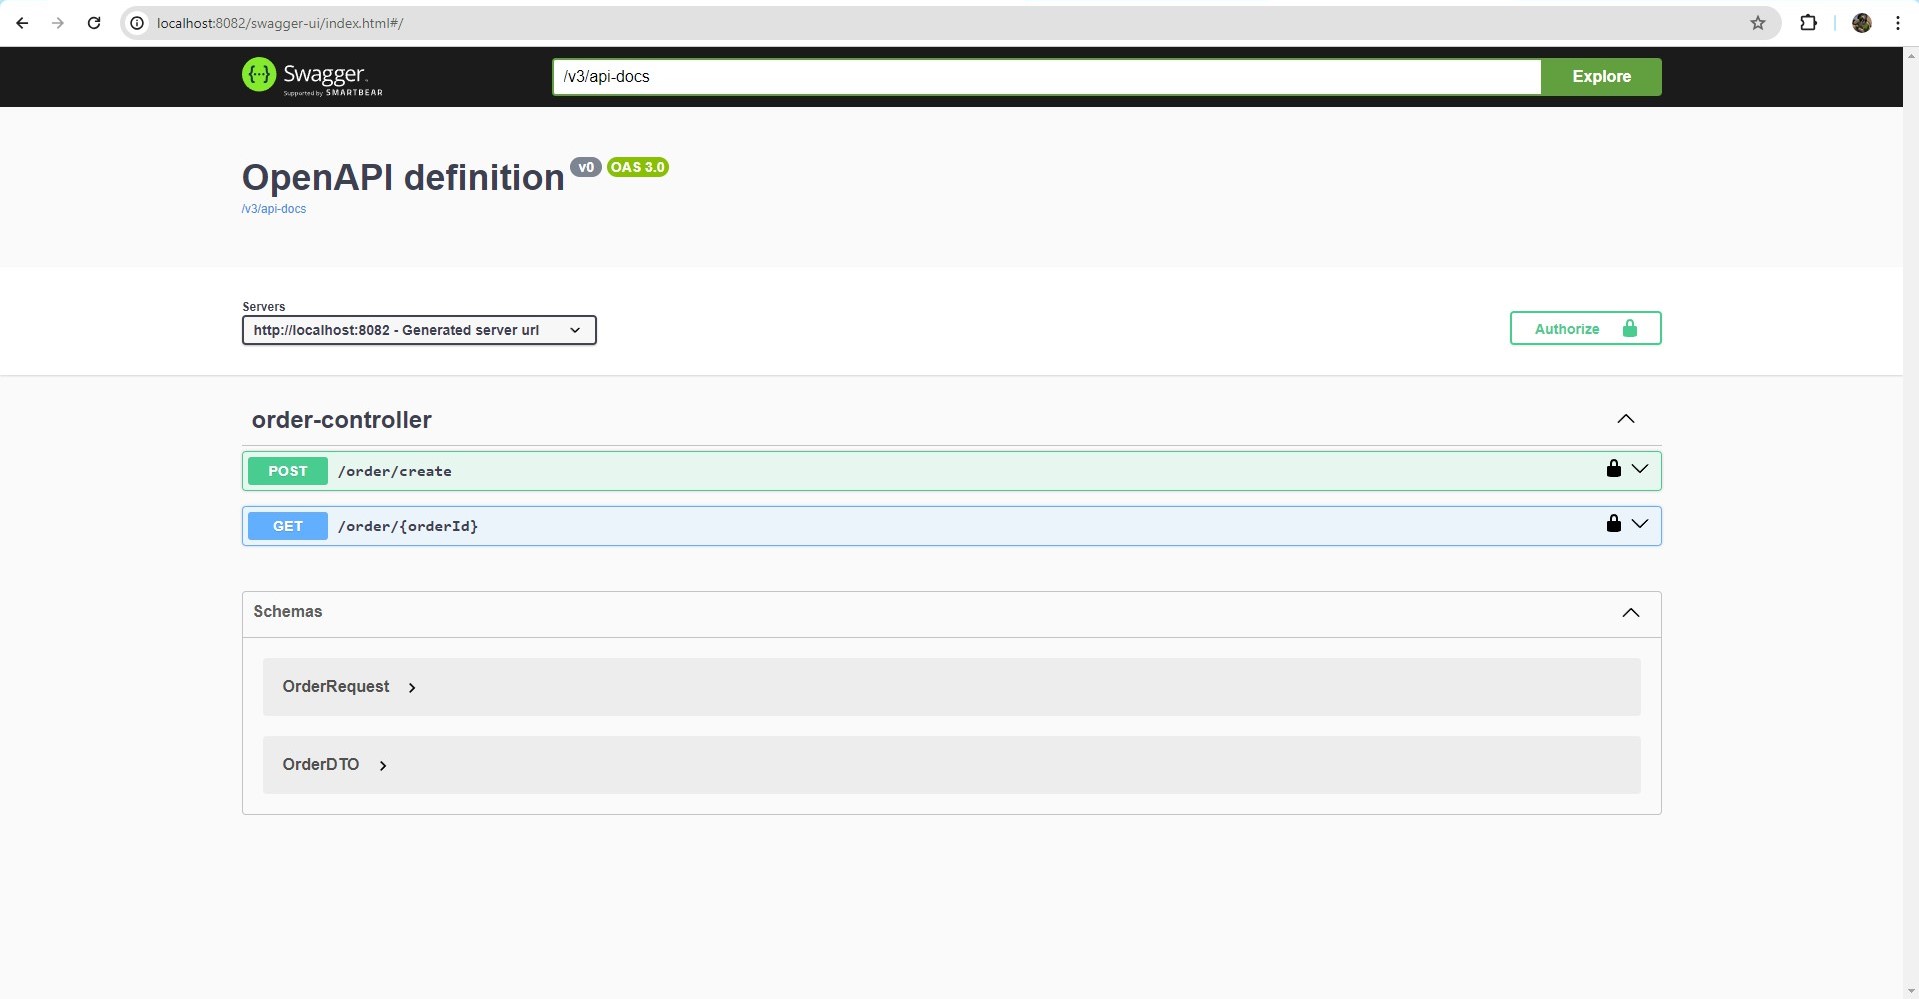 localhost:8082/swagger-ui/index.html#/
{···} Swagger™
Supported by SMARTBEAR
/v3/api-docs
Explore
OpenAPI definition v0 OAS 3.0
/v3/api-docs
Servers
http://localhost:8082 - Generated server url
Authorize
order-controller
POST /order/create
GET /order/{orderId}
Schemas
OrderRequest
OrderDTO